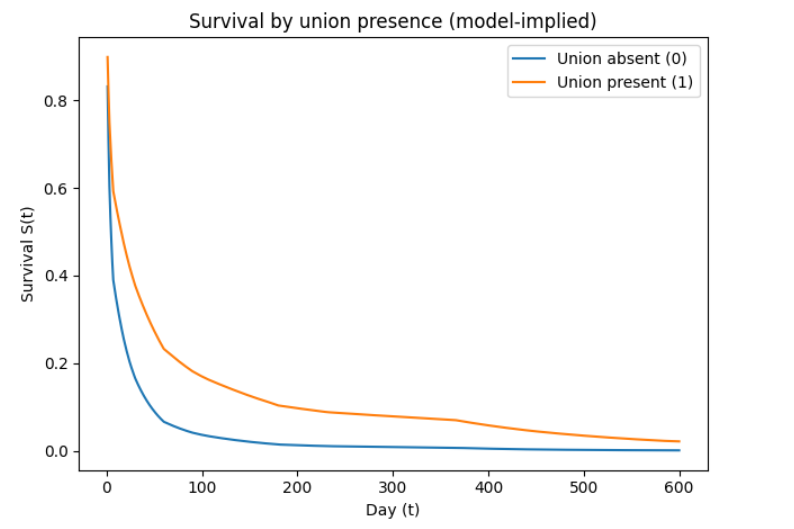 Survival by union presence (model-implied)
Union absent (0)
Union present (1)
Survival S(t)
0.8
0.6
0.4
0.2
0.0
0 100 200 300 400 500 600
Day (t)